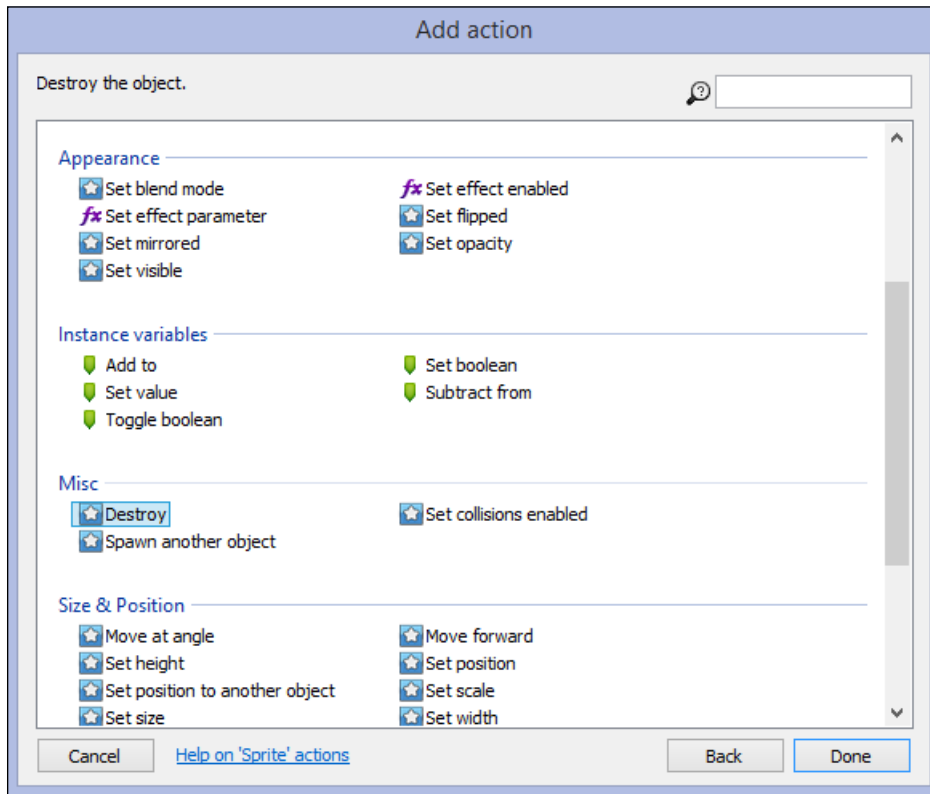 Add action
Destroy the object.
Appearance
Set blend mode
fx Set effect enabled
fx Set effect parameter
Set flipped
Set mirrored
Set opacity
Set visible
Instance variables
Add to
Set boolean
Set value
Subtract from
Toggle boolean
Misc
Destroy
Set collisions enabled
Spawn another object
Size & Position
Move at angle
Move forward
Set height
Set position
Set position to another object
Set scale
Set size
Set width
Cancel
Help on 'Sprite' actions
Back
Done